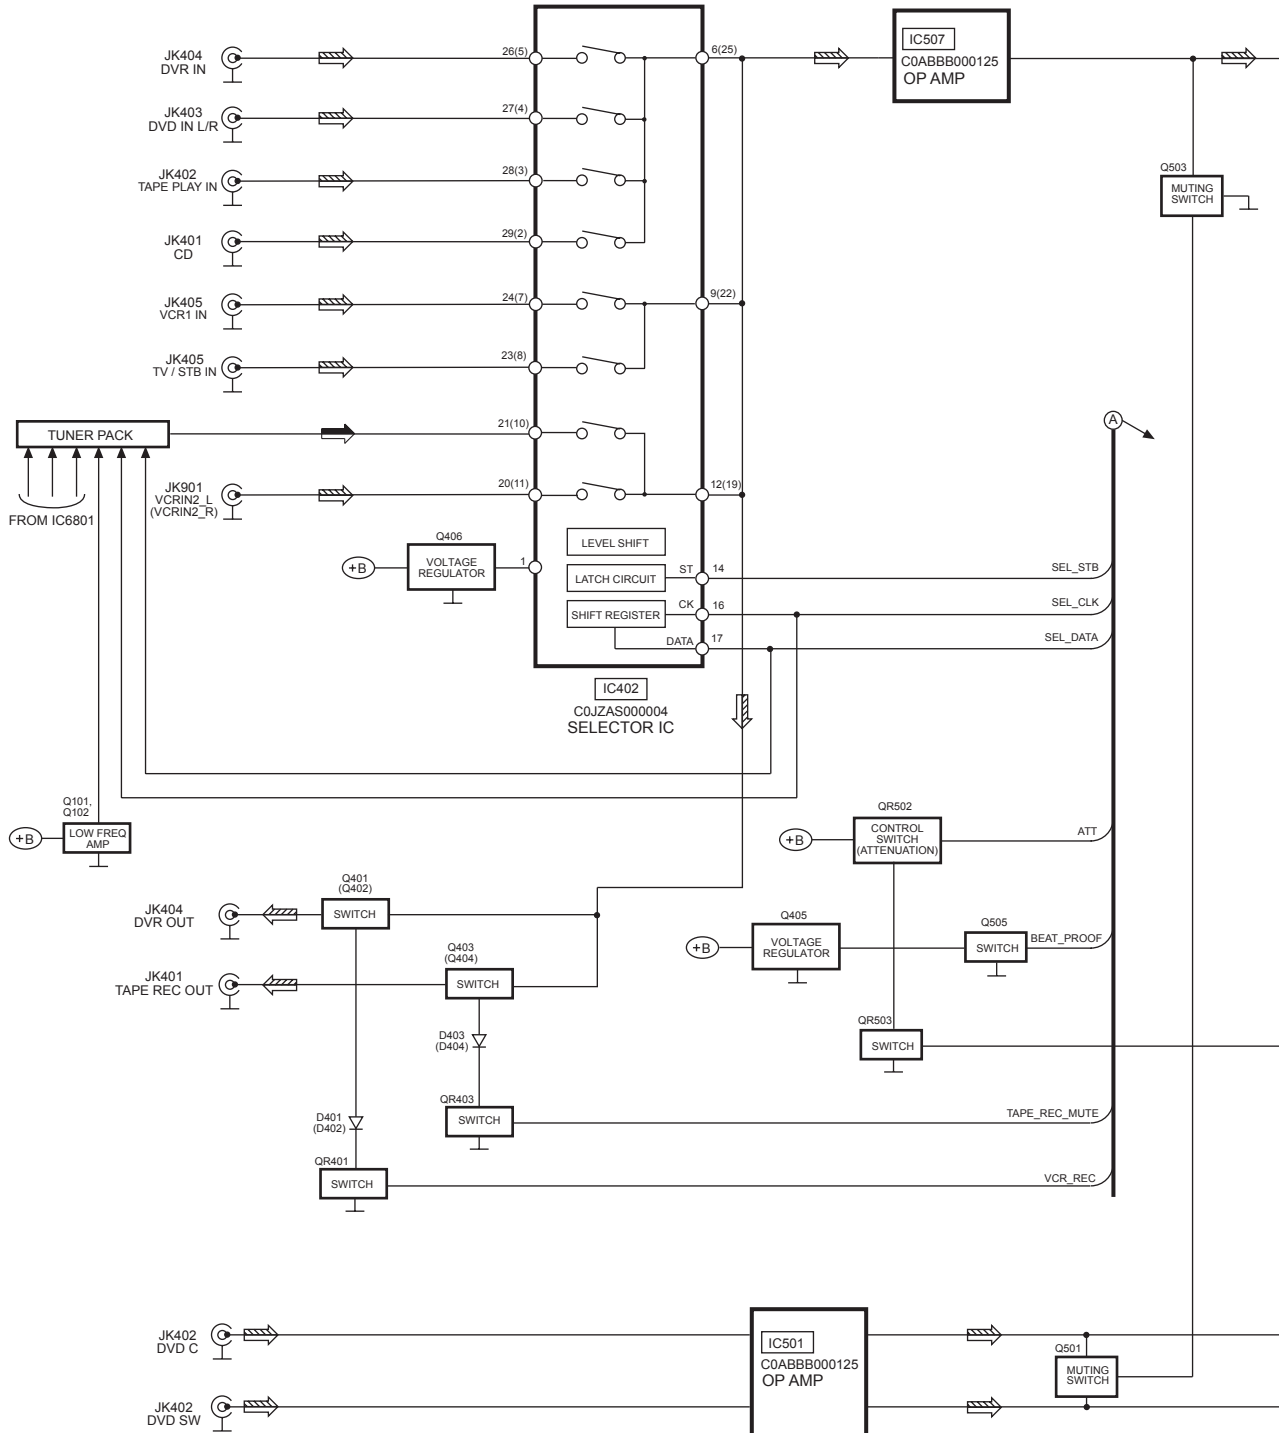 JK404
DVR IN
26(5)
6(25)
IC507
C0ABBB000125
OP AMP
JK403
DVD IN L/R
27(4)
JK402
TAPE PLAY IN
28(3)
Q503
MUTING
SWITCH
JK401
CD
29(2)
JK405
VCR1 IN
24(7)
9(22)
JK405
TV / STB IN
23(8)
TUNER PACK
21(10)
A
JK901
VCRIN2_L
(VCRIN2_R)
20(11)
12(19)
FROM IC6801
Q406
+B
VOLTAGE
REGULATOR
1
LEVEL SHIFT
LATCH CIRCUIT
ST
14
SEL_STB
SHIFT REGISTER
CK
16
SEL_CLK
DATA
17
SEL_DATA
IC402
C0JZAS000004
SELECTOR IC
Q101,
Q102
+B
LOW FREQ
AMP
QR502
+B
CONTROL
SWITCH
(ATTENUATION)
ATT
Q401
(Q402)
JK404
DVR OUT
SWITCH
Q405
+B
VOLTAGE
REGULATOR
Q505
SWITCH
BEAT_PROOF
Q403
(Q404)
JK401
TAPE REC OUT
SWITCH
QR503
SWITCH
D403
(D404)
QR403
SWITCH
TAPE_REC_MUTE
D401
(D402)
QR401
SWITCH
VCR_REC
JK402
DVD C
IC501
C0ABBB000125
OP AMP
Q501
MUTING
SWITCH
JK402
DVD SW